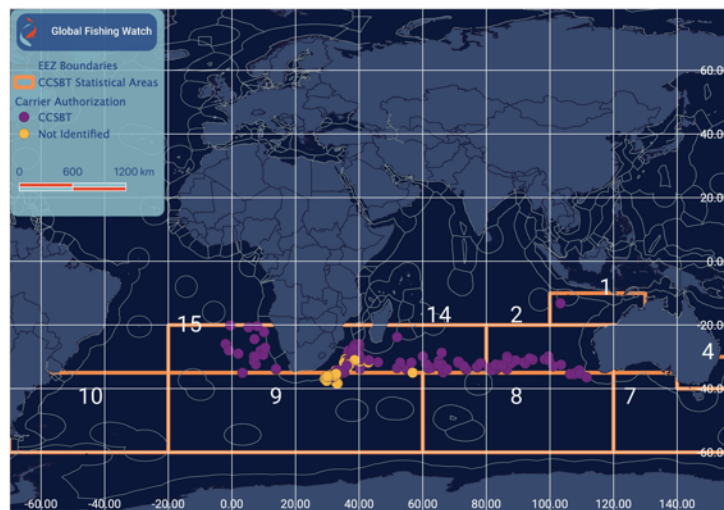 Global Fishing Watch
EEZ Boundaries
CCSBT Statistical Areas
Carrier Authorization
CCSBT
Not Identified
0 600 1200 km
60.00
40.00
20.00
0.00
1
-20.00
15
14
2
4
10
9
8
7
-40.00
-60.00
-60.00 -40.00 -20.00 0.00 20.00 40.00 60.00 80.00 100.00 120.00 140.00